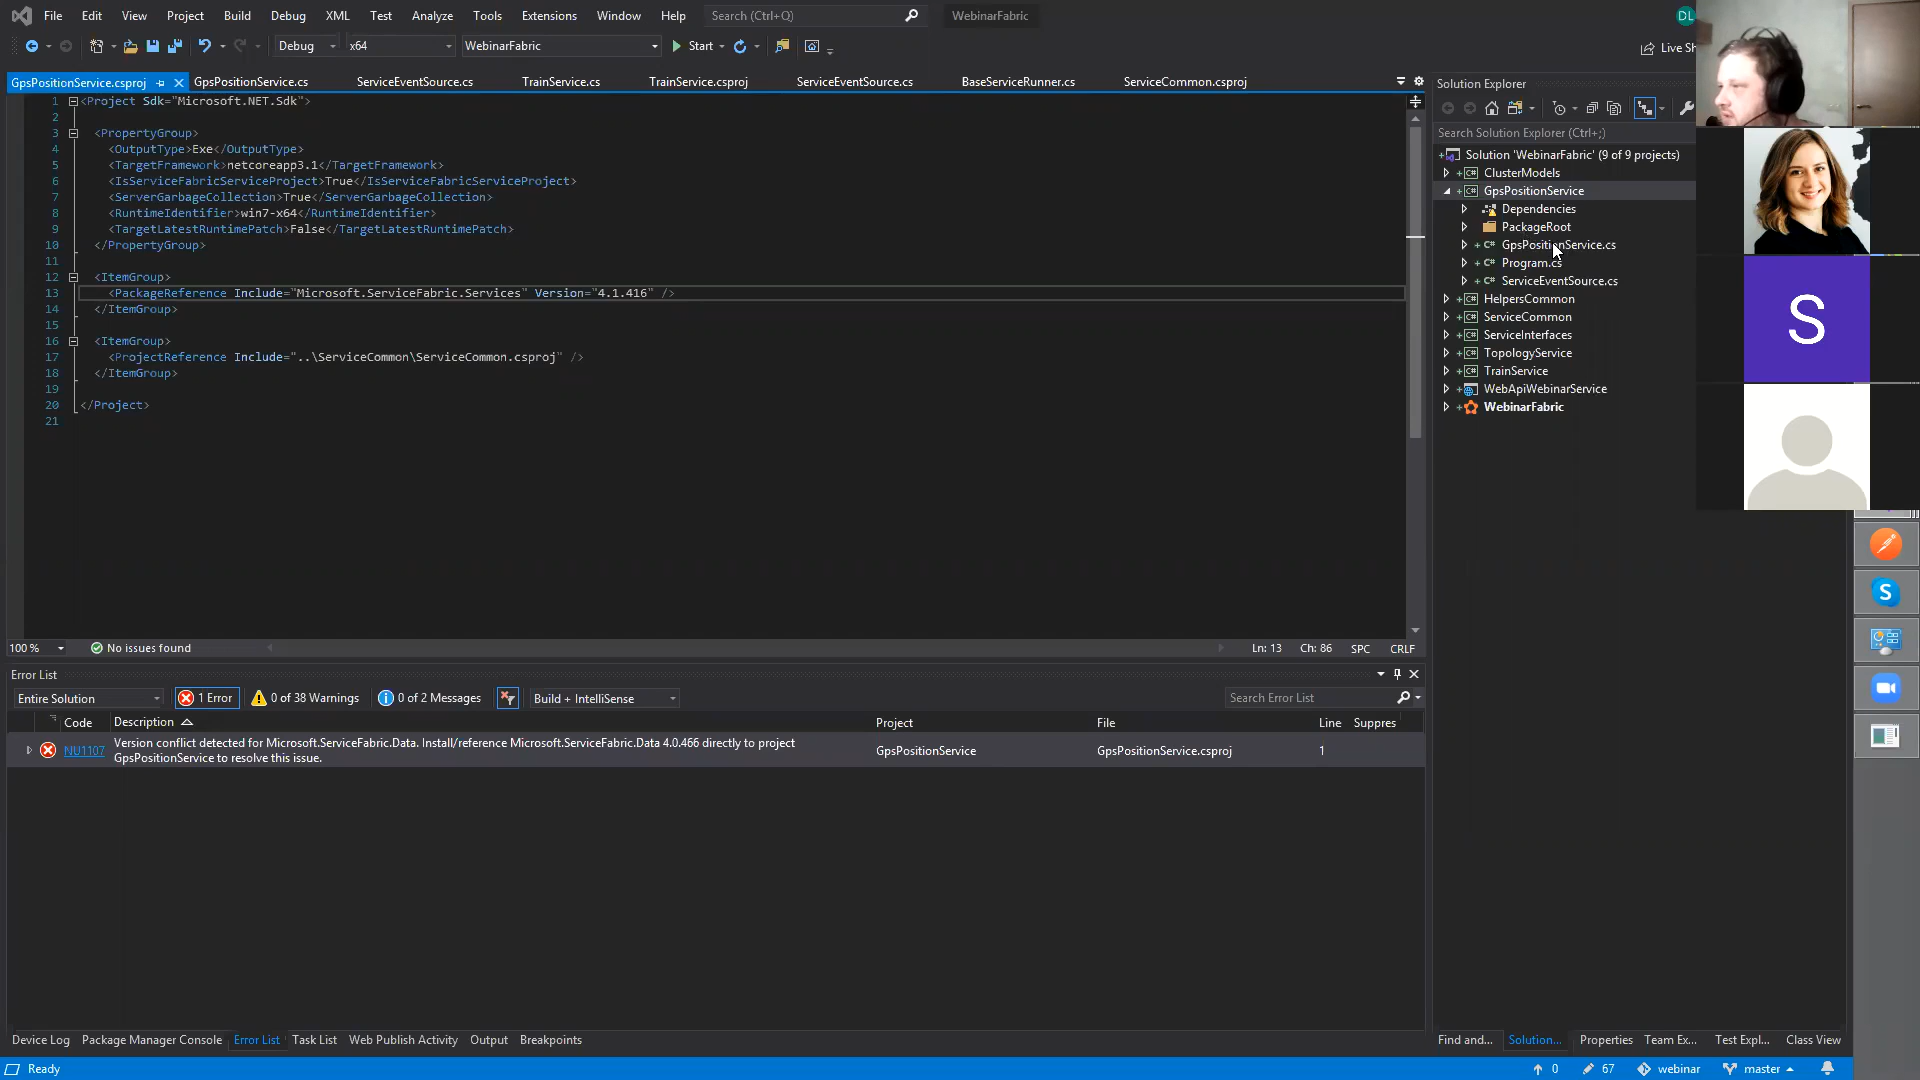 File Edit View Project Build Debug XML Test Analyze Tools Extensions Window Help Search (Ctrl+Q) WebinarFabric DL
Debug x64 WebinarFabric Start Live Sh
GpsPositionService.csproj GpsPositionService.cs ServiceEventSource.cs TrainService.cs TrainService.csproj ServiceEventSource.cs BaseServiceRunner.cs ServiceCommon.csproj
1 <Project Sdk="Microsoft.NET.Sdk">
2
3 <PropertyGroup>
4 <OutputType>Exe</OutputType>
5 <TargetFramework>netcoreapp3.1</TargetFramework>
6 <IsServiceFabricServiceProject>True</IsServiceFabricServiceProject>
7 <ServerGarbageCollection>True</ServerGarbageCollection>
8 <RuntimeIdentifier>win7-x64</RuntimeIdentifier>
9 <TargetLatestRuntimePatch>False</TargetLatestRuntimePatch>
10 </PropertyGroup>
11
12 <ItemGroup>
13 <PackageReference Include="Microsoft.ServiceFabric.Services" Version="4.1.416" />
14 </ItemGroup>
15
16 <ItemGroup>
17 <ProjectReference Include="..\ServiceCommon\ServiceCommon.csproj" />
18 </ItemGroup>
19
20 </Project>
21
100 % No issues found Ln: 13 Ch: 86 SPC CRLF
Solution Explorer
Search Solution Explorer (Ctrl+;)
Solution 'WebinarFabric' (9 of 9 projects)
ClusterModels
GpsPositionService
Dependencies
PackageRoot
GpsPositionService.cs
Program.cs
ServiceEventSource.cs
HelpersCommon
ServiceCommon
ServiceInterfaces
TopologyService
TrainService
WebApiWebinarService
WebinarFabric
S
Error List
Entire Solution 1 Error 0 of 38 Warnings 0 of 2 Messages Build + IntelliSense Search Error List
Code Description Project File Line Suppres
NU1107 Version conflict detected for Microsoft.ServiceFabric.Data. Install/reference Microsoft.ServiceFabric.Data 4.0.466 directly to project
GpsPositionService to resolve this issue. GpsPositionService GpsPositionService.csproj 1
Device Log Package Manager Console Error List Task List Web Publish Activity Output Breakpoints
Find and... Solution... Properties Team Ex... Test Expl... Class View
Ready 0 67 webinar master